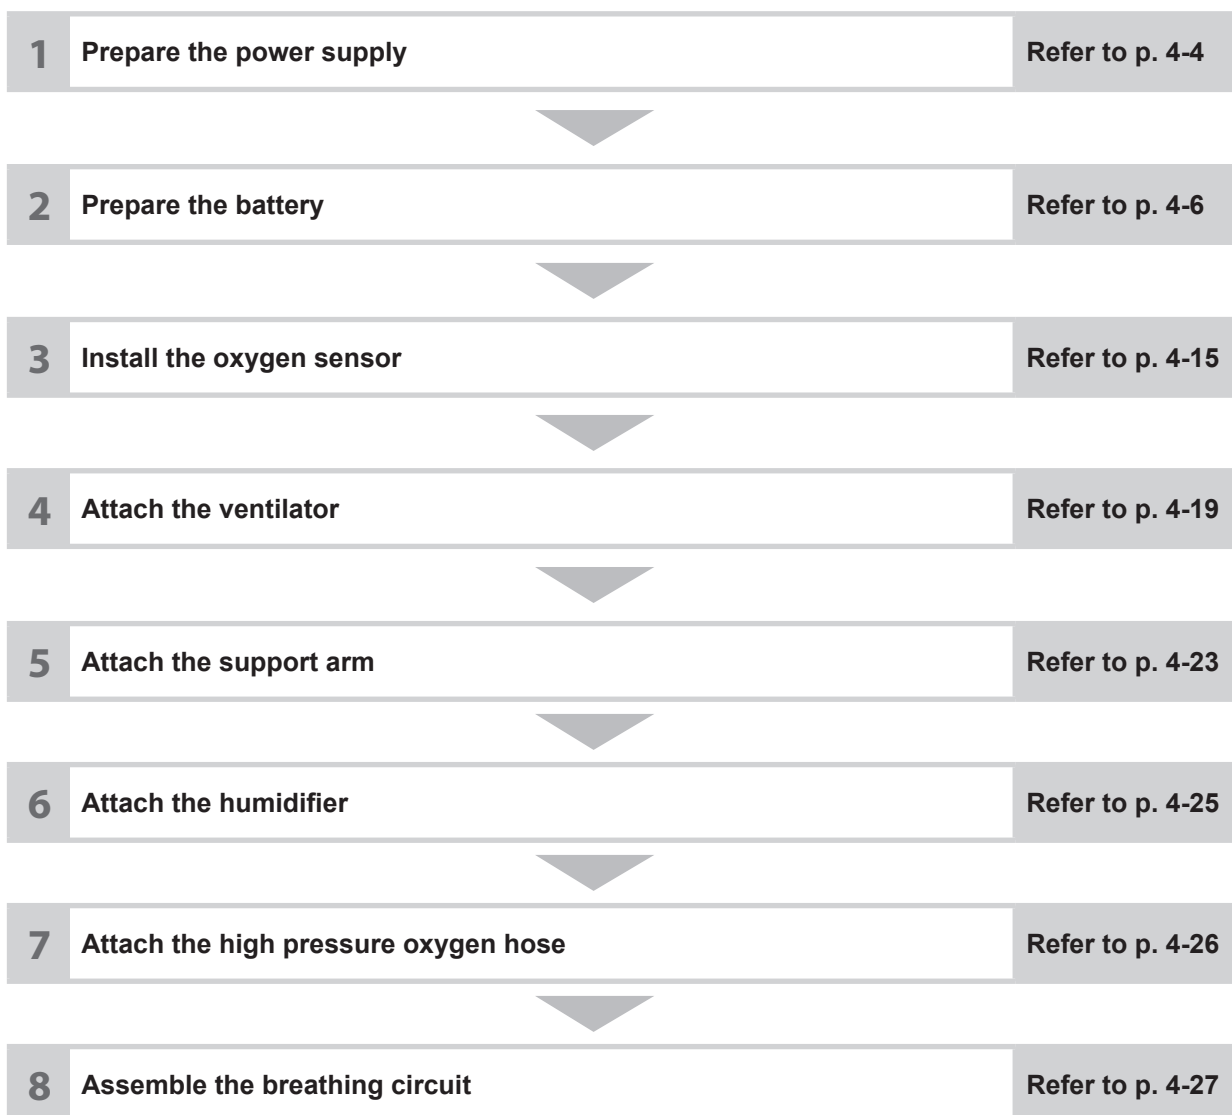 1 Prepare the power supply Refer to p. 4-4
2 Prepare the battery Refer to p. 4-6
3 Install the oxygen sensor Refer to p. 4-15
4 Attach the ventilator Refer to p. 4-19
5 Attach the support arm Refer to p. 4-23
6 Attach the humidifier Refer to p. 4-25
7 Attach the high pressure oxygen hose Refer to p. 4-26
8 Assemble the breathing circuit Refer to p. 4-27